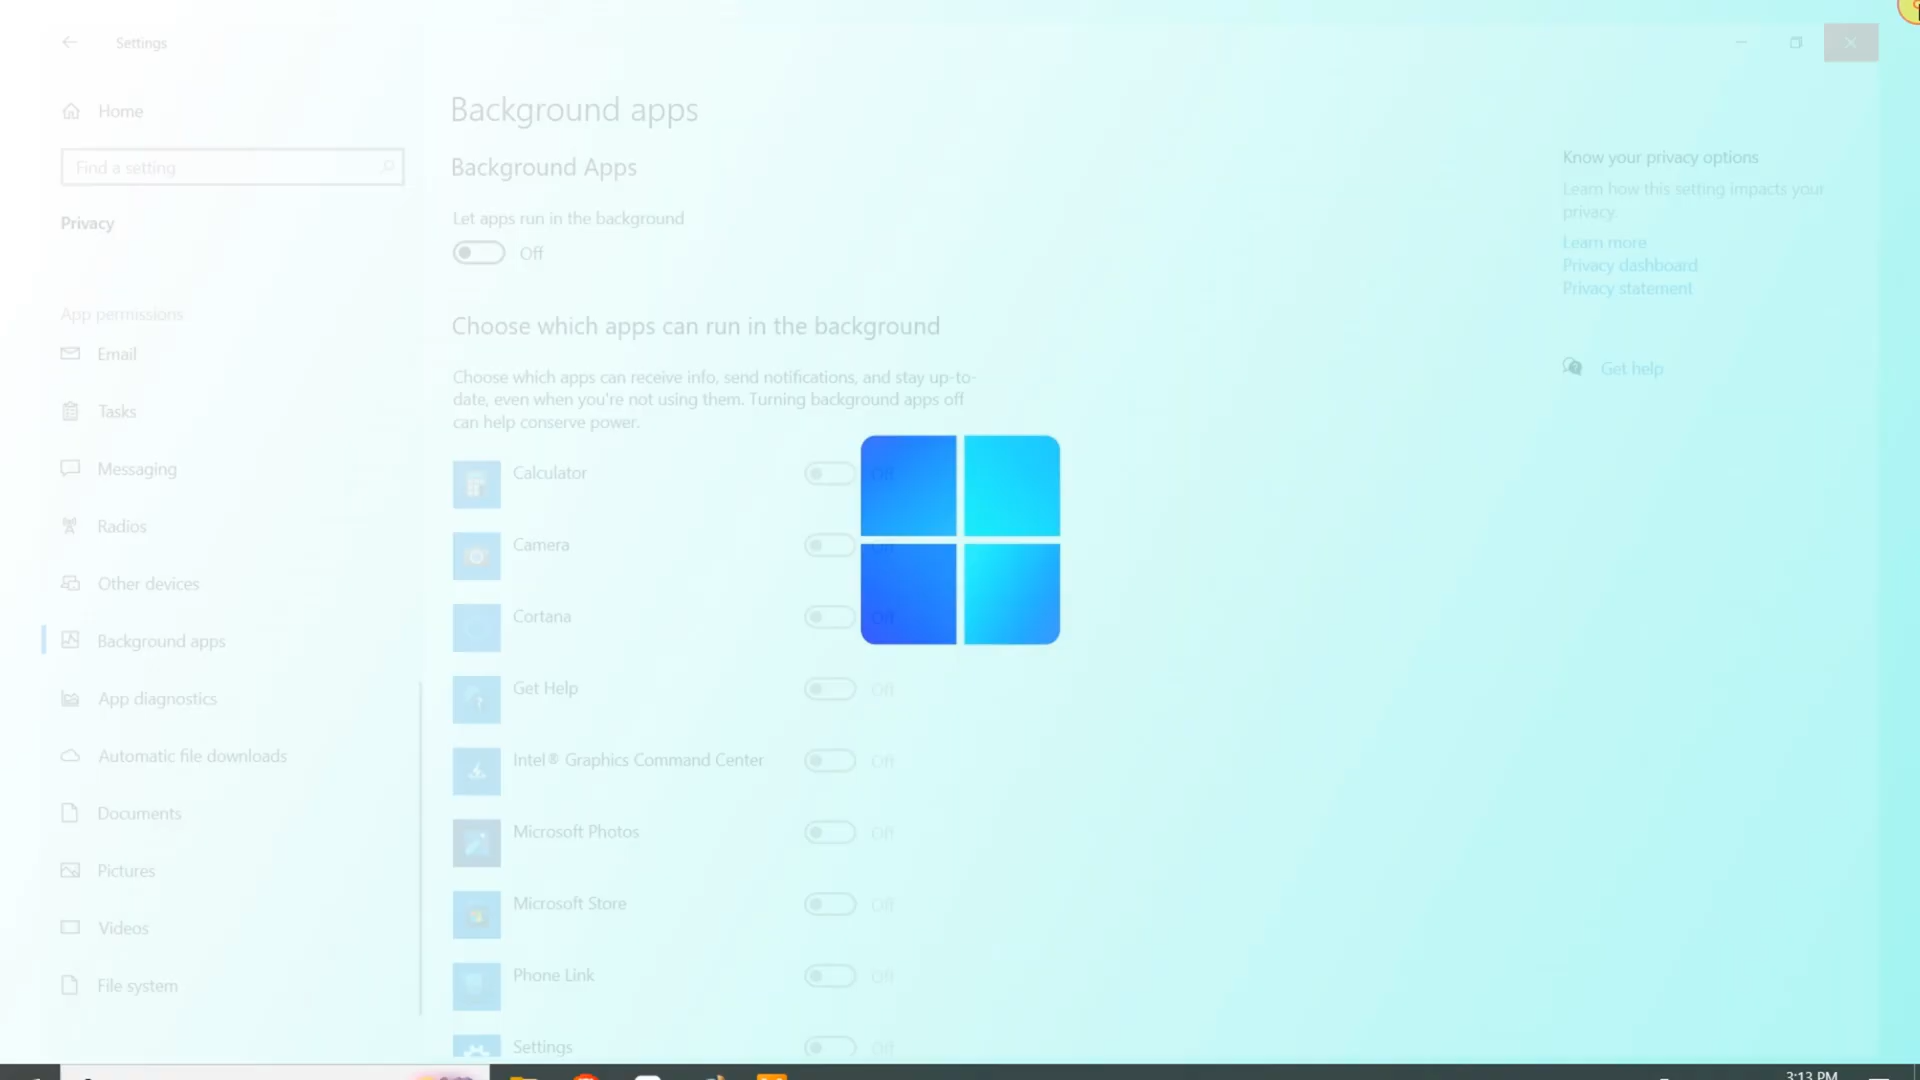 Settings
Home
Find a setting
Privacy
App permissions
Email
Tasks
Messaging
Radios
Other devices
Background apps
App diagnostics
Automatic file downloads
Documents
Pictures
Videos
File system
Background apps
Background Apps
Let apps run in the background
Off
Choose which apps can run in the background
Choose which apps can receive info, send notifications, and stay up-to-
date, even when you're not using them. Turning background apps off
can help conserve power.
Calculator Off
Camera Off
Cortana Off
Get Help Off
Intel® Graphics Command Center Off
Microsoft Photos Off
Microsoft Store Off
Phone Link Off
Settings Off
Know your privacy options
Learn how this setting impacts your
privacy.
Learn more
Privacy dashboard
Privacy statement
Get help
3:13 PM